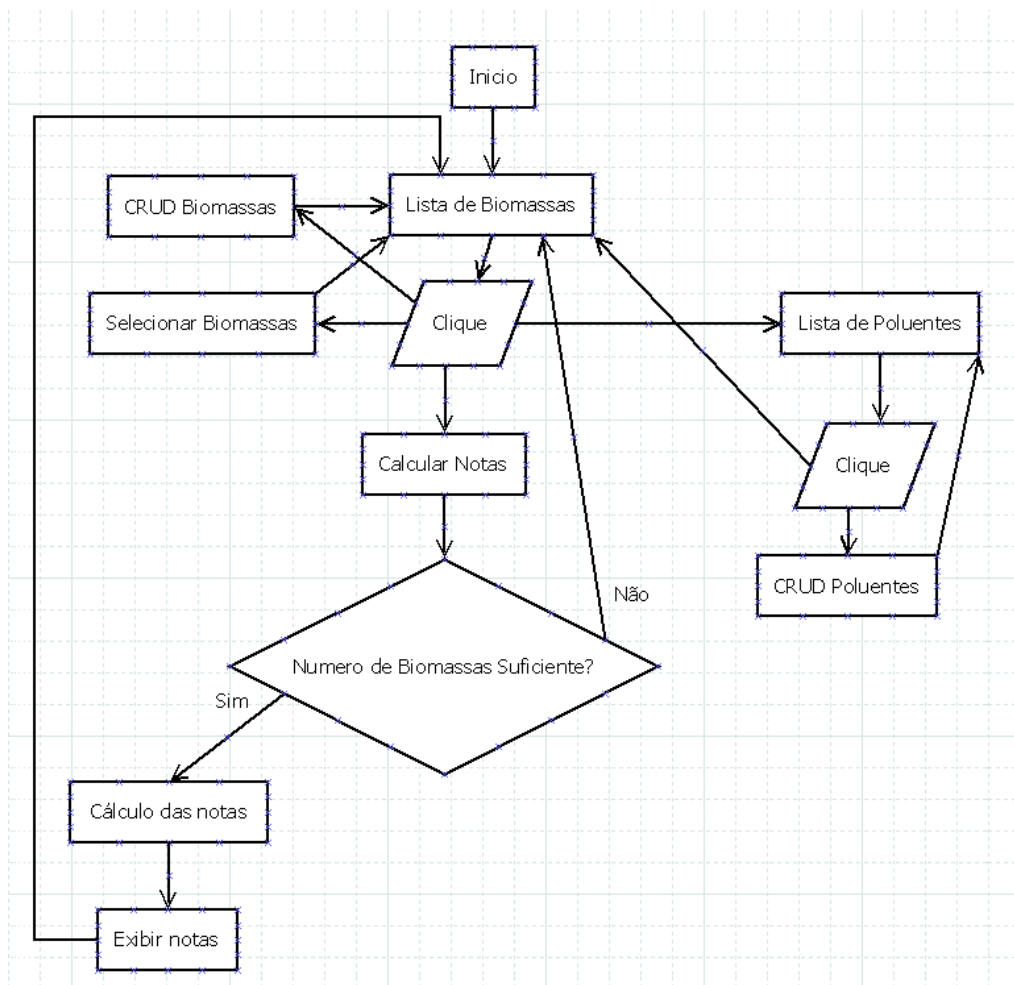 Inicio
CRUD Biomassas
Lista de Biomassas
Selecionar Biomassas
Clique
Lista de Poluentes
Calcular Notas
Clique
CRUD Poluentes
Não
Numero de Biomassas Suficiente?
Sim
Cálculo das notas
Exibir notas